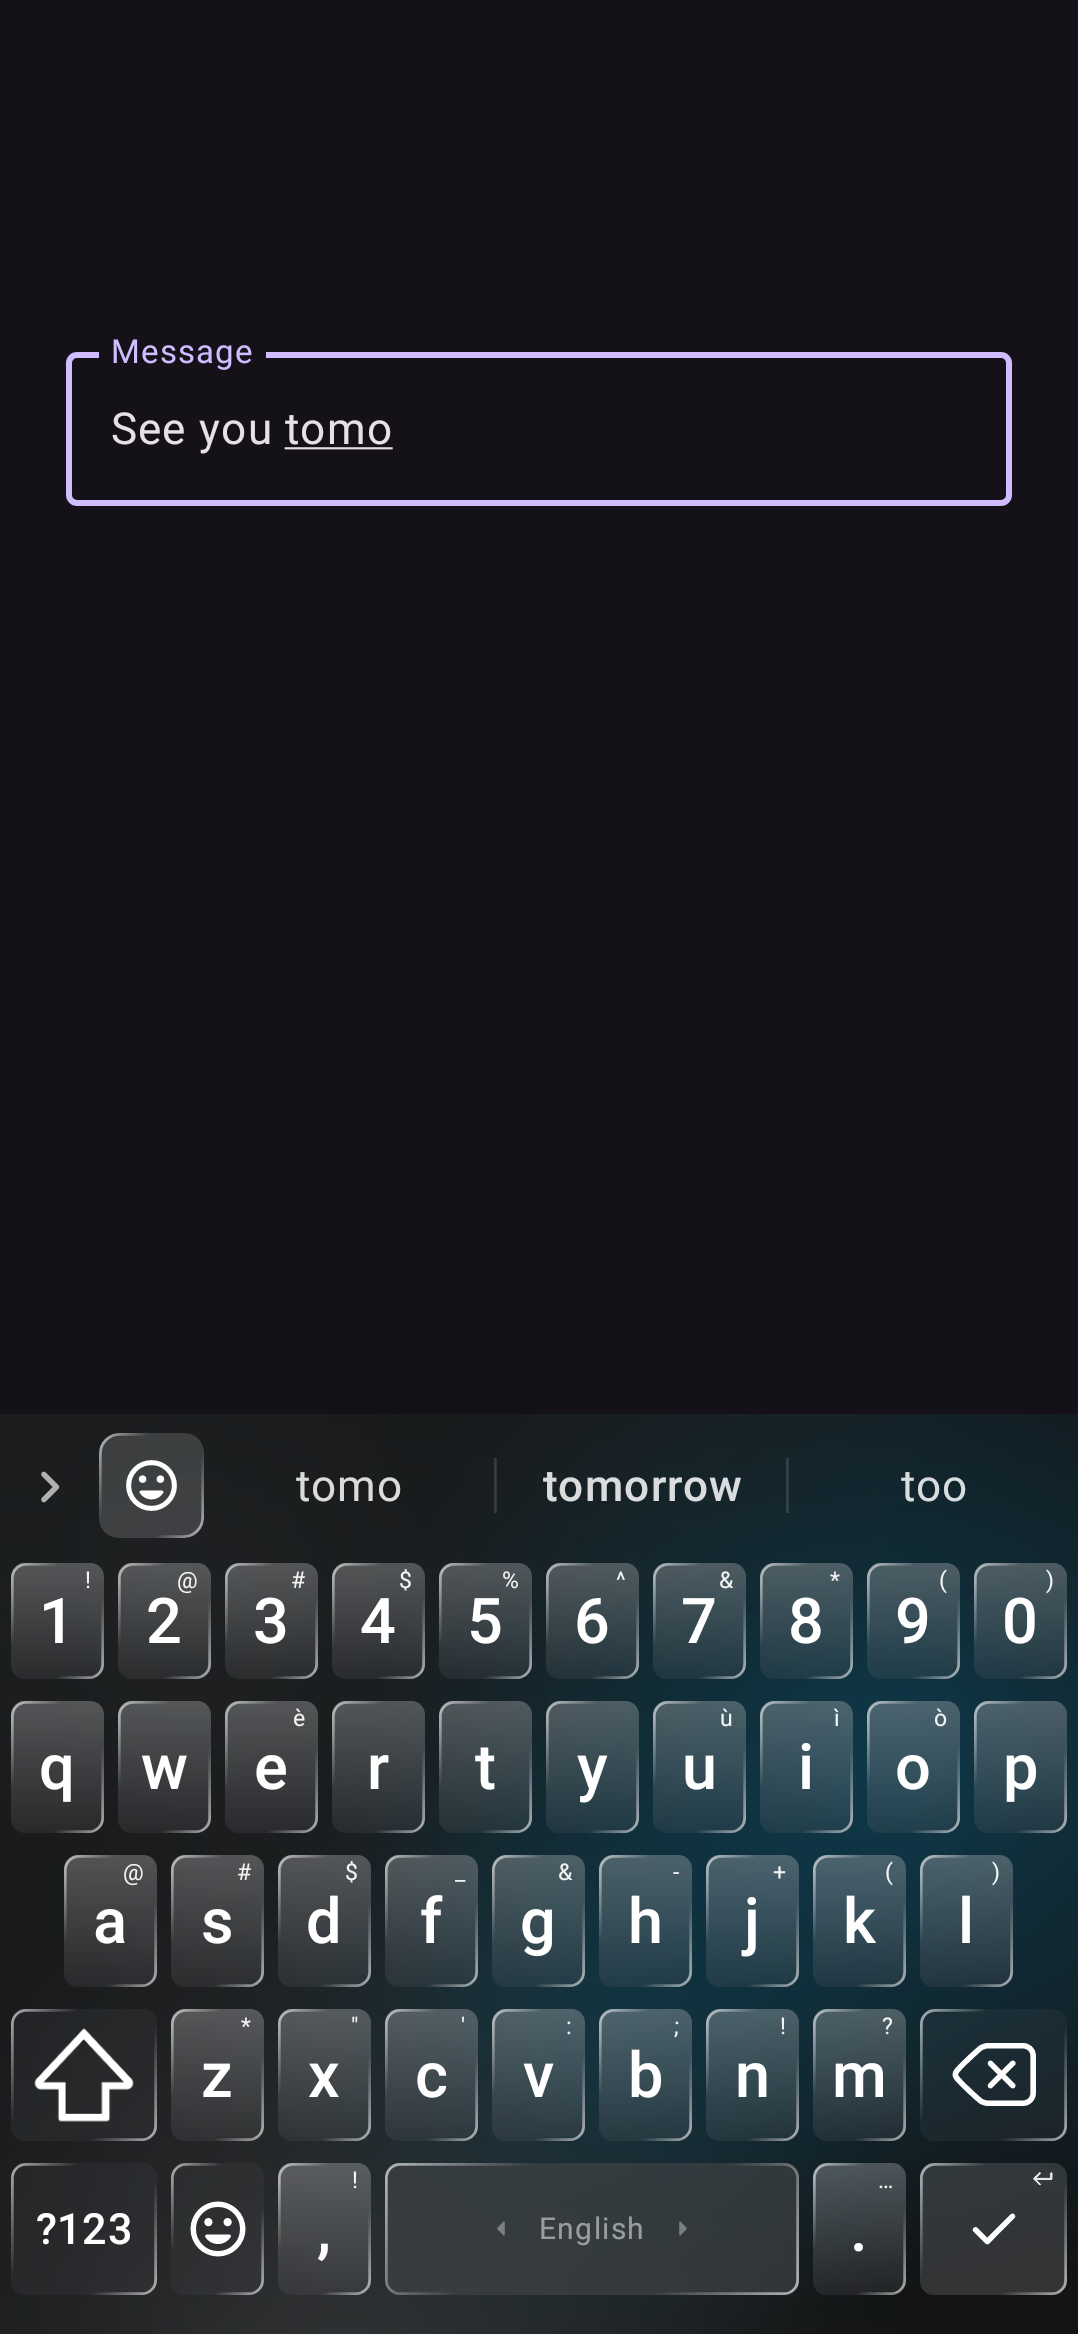 Message
See you tomo
tomo tomorrow too
1 ! 2 @ 3 # 4 $ 5 % 6 ^ 7 & 8 * 9 ( 0 )
q w e è r t y u ù i ì o ò p
a @ s # d $ f _ g & h - j + k ( l )
z * x " c ' v : b ; n ! m ?
?123 , ! English . …